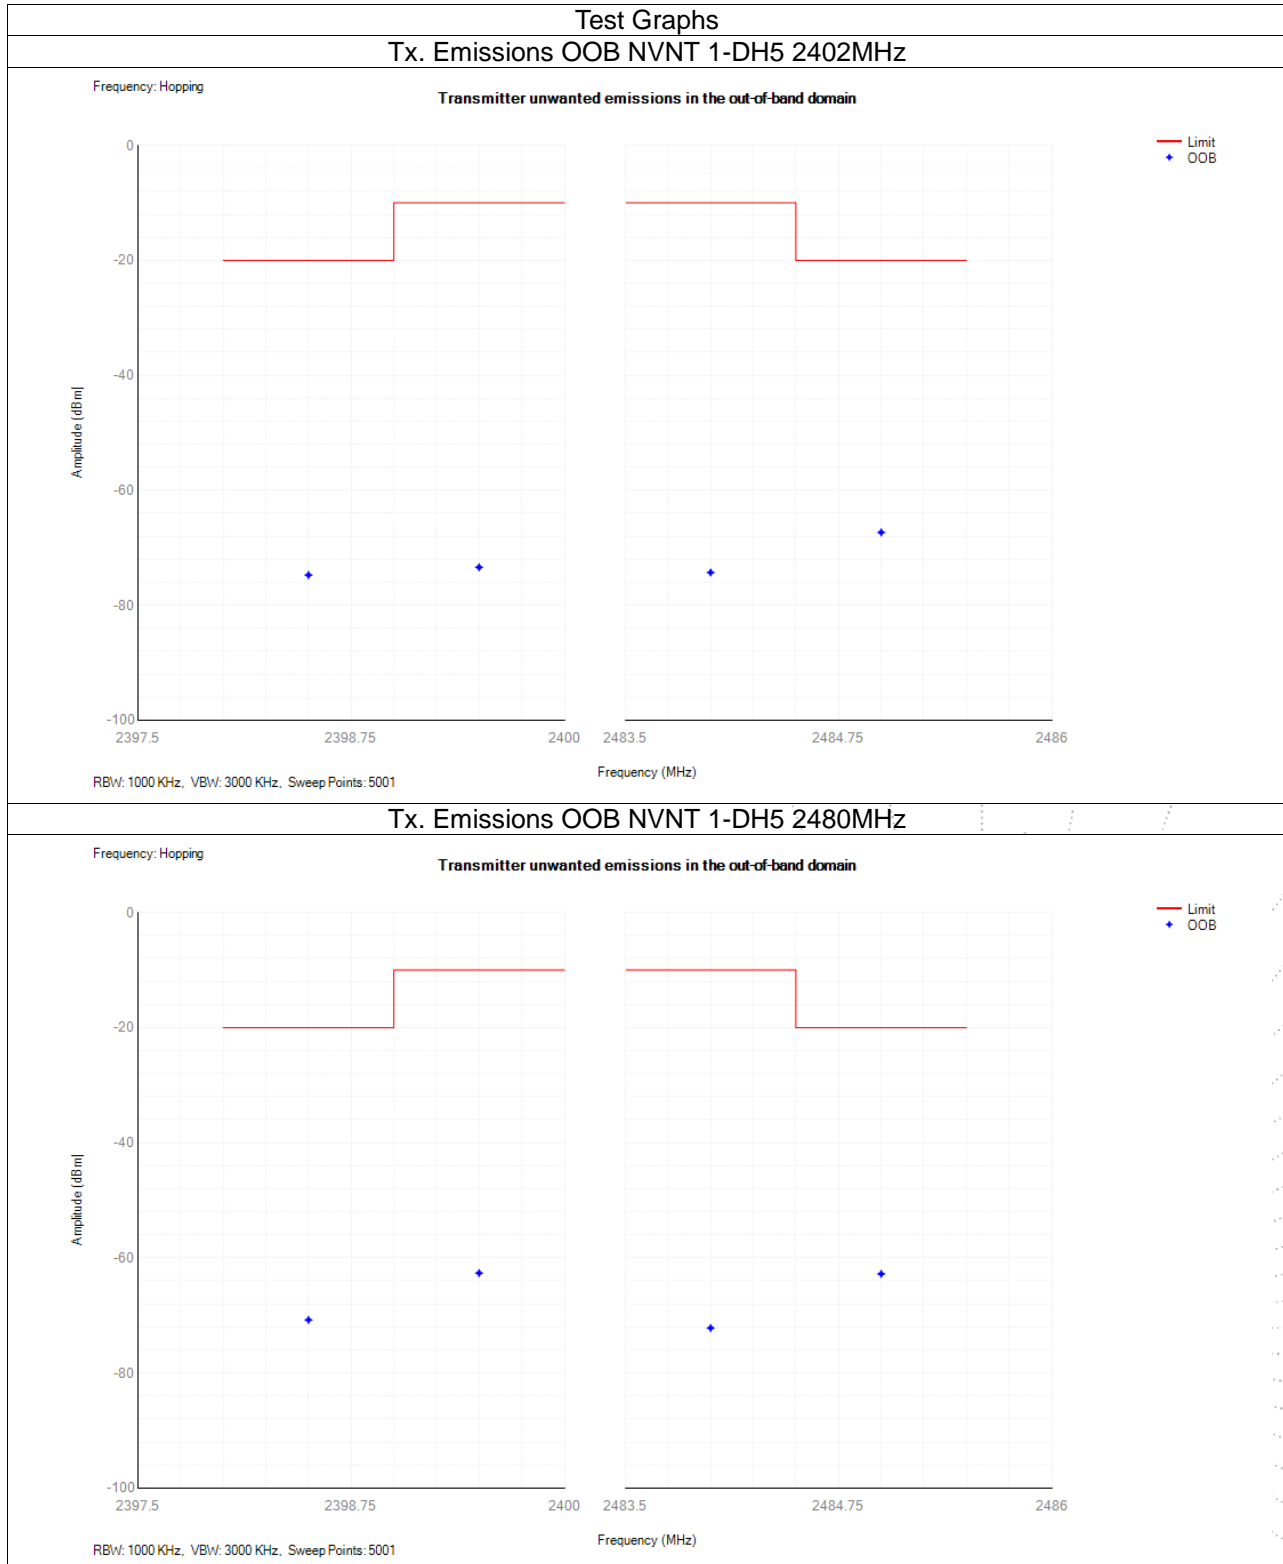 Test Graphs
Tx. Emissions OOB NVNT 1-DH5 2402MHz
Frequency: Hopping
Transmitter unwanted emissions in the out-of-band domain
Limit
OOB
0
-20
-40
-60
-80
-100
Amplitude (dBm)
2397.5 2398.75 2400 2483.5 2484.75 2486
Frequency (MHz)
RBW: 1000 KHz, VBW: 3000 KHz, Sweep Points: 5001
Tx. Emissions OOB NVNT 1-DH5 2480MHz
Frequency: Hopping
Transmitter unwanted emissions in the out-of-band domain
Limit
OOB
0
-20
-40
-60
-80
-100
Amplitude (dBm)
2397.5 2398.75 2400 2483.5 2484.75 2486
Frequency (MHz)
RBW: 1000 KHz, VBW: 3000 KHz, Sweep Points: 5001